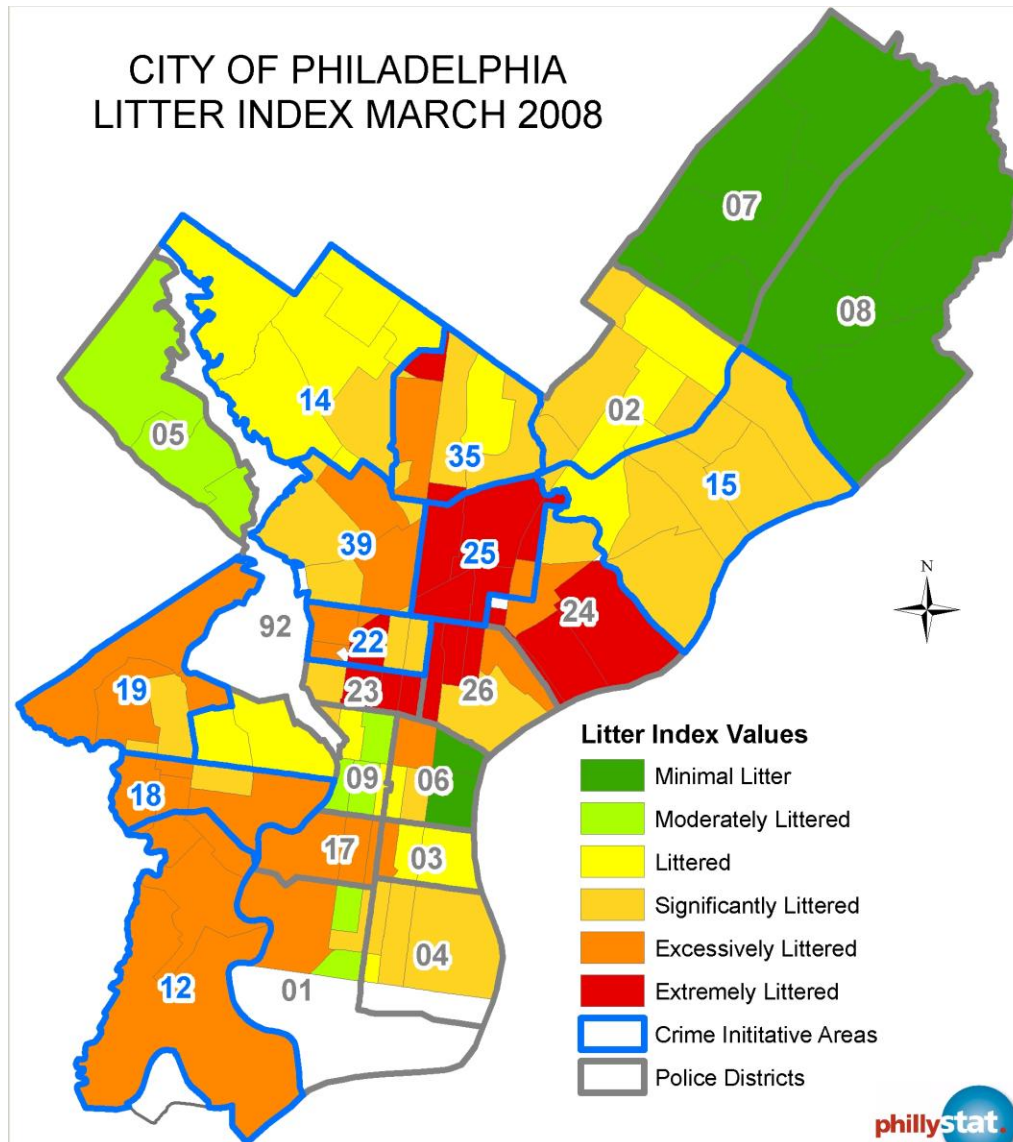 CITY OF PHILADELPHIA
LITTER INDEX MARCH 2008
07
08
05
14
02
35
15
39
25
N
24
92
22
23
26
19
09
06
18
17
03
04
12
01
Litter Index Values
Minimal Litter
Moderately Littered
Littered
Significantly Littered
Excessively Littered
Extremely Littered
Crime Inititative Areas
Police Districts
phillystat.